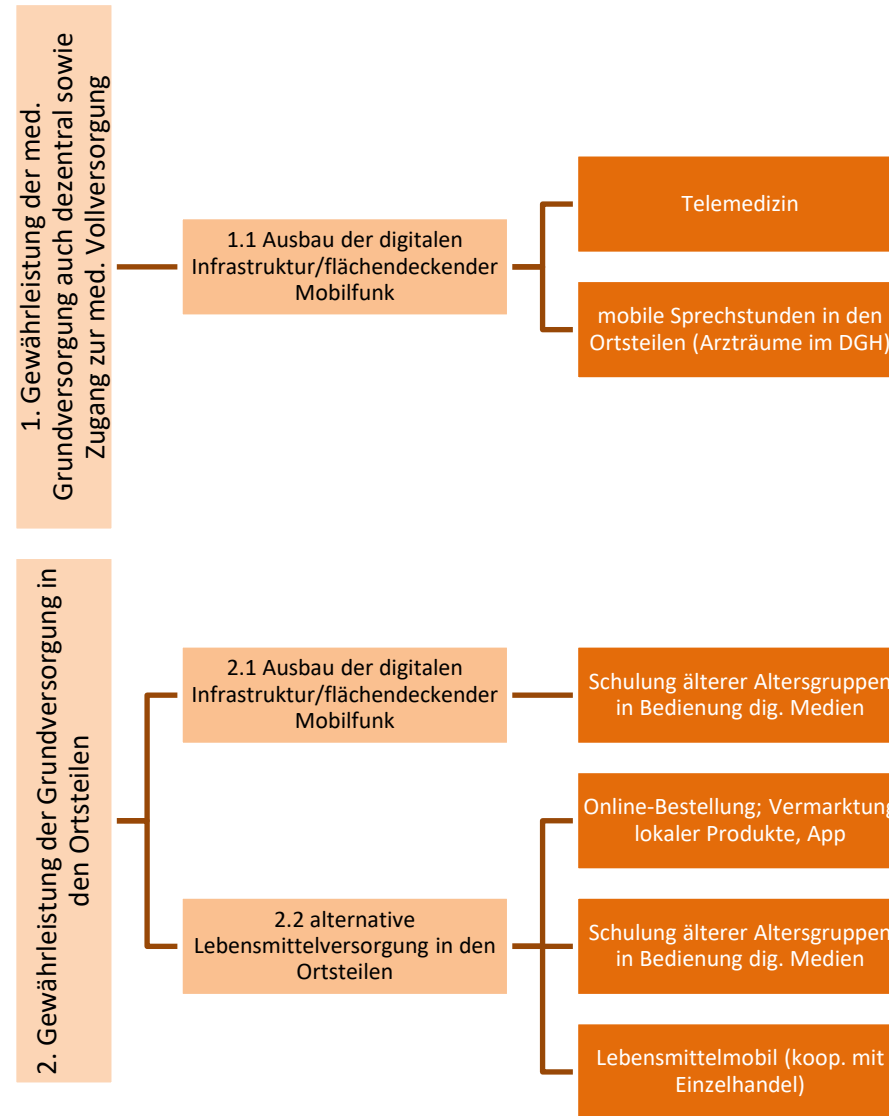 1. Gewährleistung der med.
Grundversorgung auch dezentral sowie
Zugang zur med. Vollversorgung
1.1 Ausbau der digitalen
Infrastruktur/flächendeckender
Mobilfunk
Telemedizin
mobile Sprechstunden in den
Ortsteilen (Arzträume im DGH)
2. Gewährleistung der Grundversorgung in
den Ortsteilen
2.1 Ausbau der digitalen
Infrastruktur/flächendeckender
Mobilfunk
Schulung älterer Altersgruppen
in Bedienung dig. Medien
2.2 alternative
Lebensmittelversorgung in den
Ortsteilen
Online-Bestellung; Vermarktung
lokaler Produkte, App
Schulung älterer Altersgruppen
in Bedienung dig. Medien
Lebensmittelmobil (koop. mit
Einzelhandel)